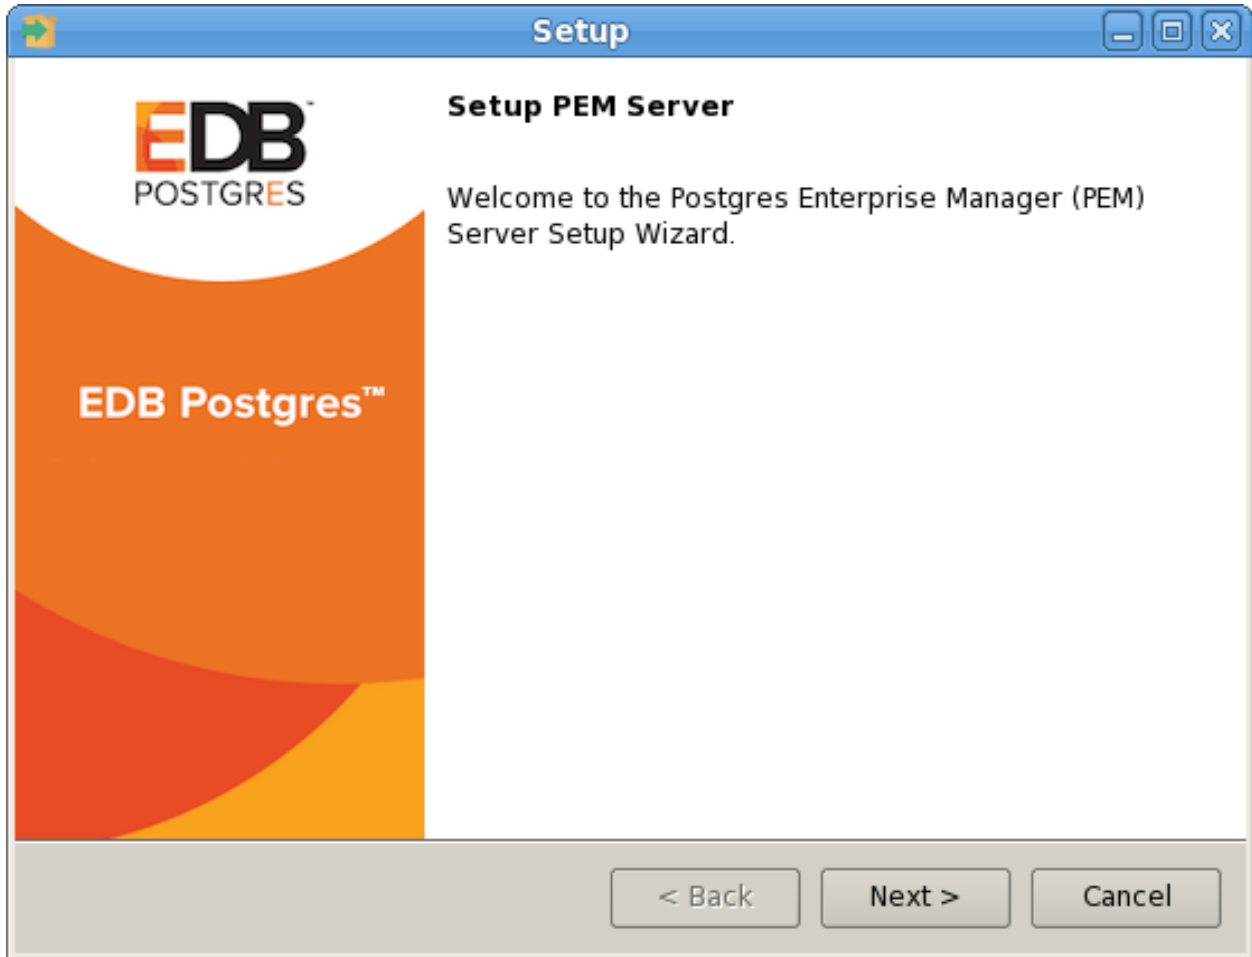 Setup
EDB™
POSTGRES
EDB Postgres™
Setup PEM Server
Welcome to the Postgres Enterprise Manager (PEM)
Server Setup Wizard.
< Back
Next >
Cancel